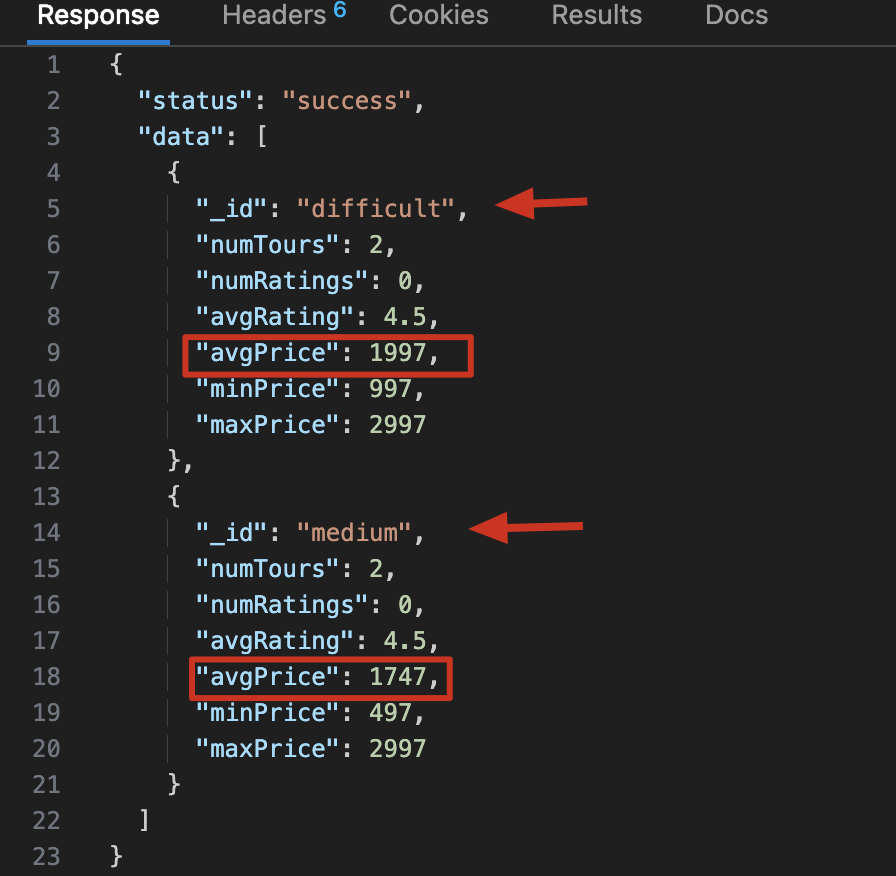 Response Headers 6 Cookies Results Docs
1 {
2 "status": "success",
3 "data": [
4 {
5 "_id": "difficult",
6 "numTours": 2,
7 "numRatings": 0,
8 "avgRating": 4.5,
9 "avgPrice": 1997,
10 "minPrice": 997,
11 "maxPrice": 2997
12 },
13 {
14 "_id": "medium",
15 "numTours": 2,
16 "numRatings": 0,
17 "avgRating": 4.5,
18 "avgPrice": 1747,
19 "minPrice": 497,
20 "maxPrice": 2997
21 }
22 ]
23 }